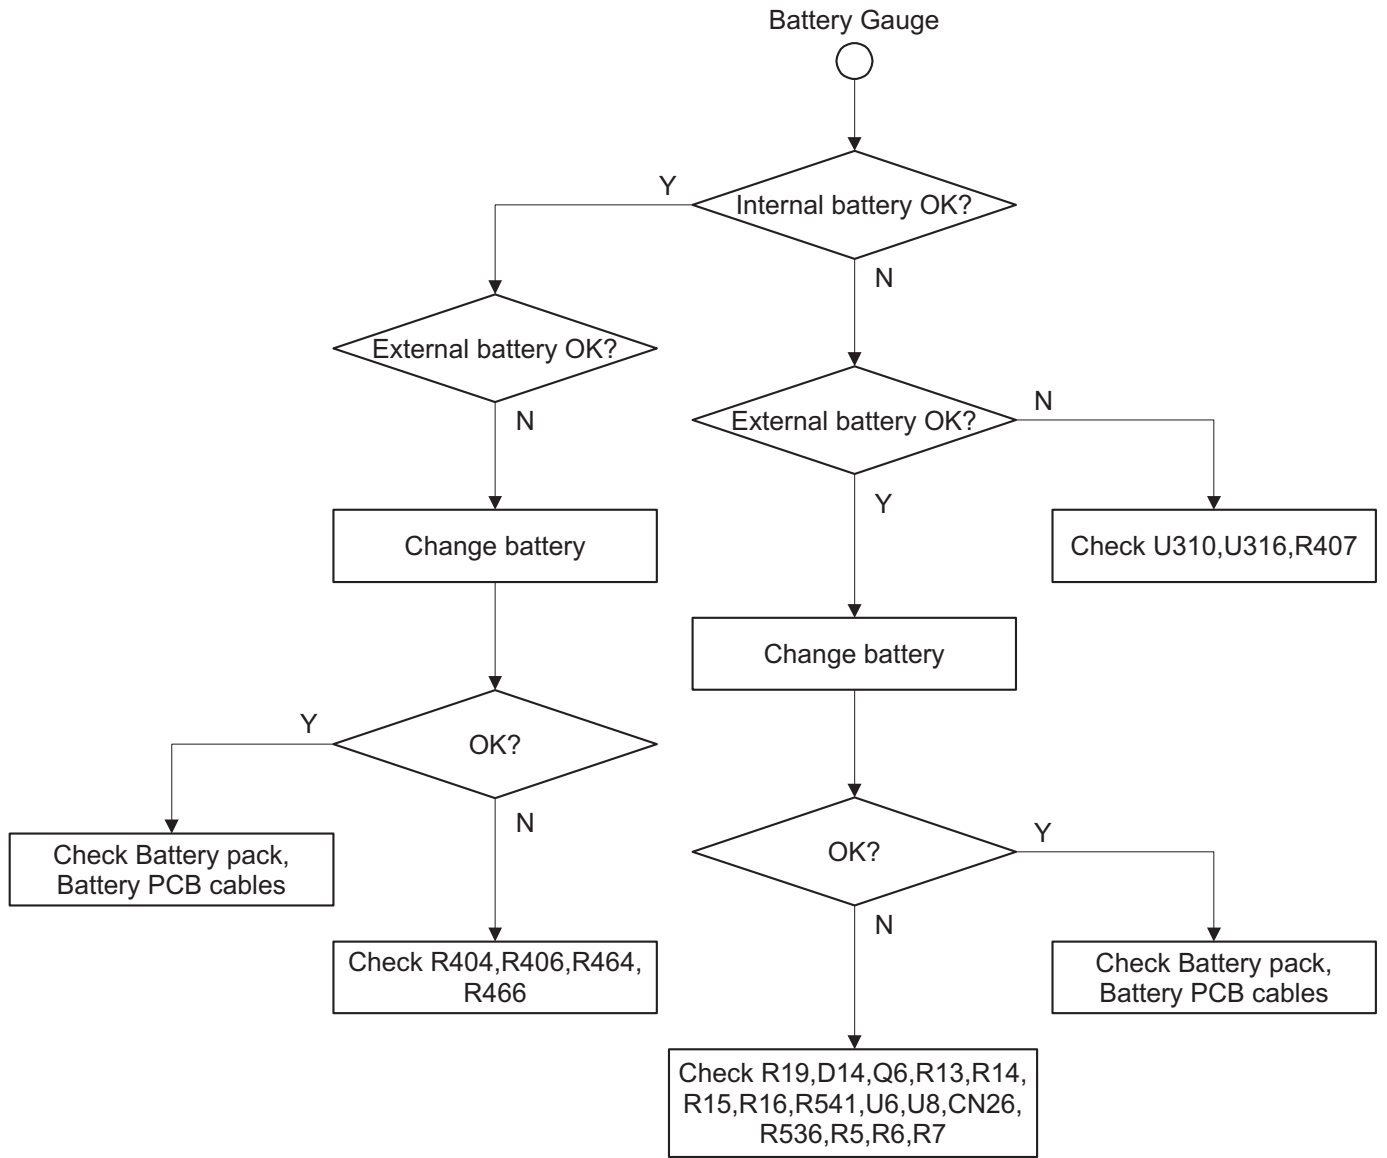 Battery Gauge
Internal battery OK?
Y
N
External battery OK?
N
External battery OK?
N
Y
Change battery
Check U310,U316,R407
Change battery
OK?
Y
N
OK?
Y
N
Check Battery pack,
Battery PCB cables
Check R404,R406,R464,
R466
Check Battery pack,
Battery PCB cables
Check R19,D14,Q6,R13,R14,
R15,R16,R541,U6,U8,CN26,
R536,R5,R6,R7